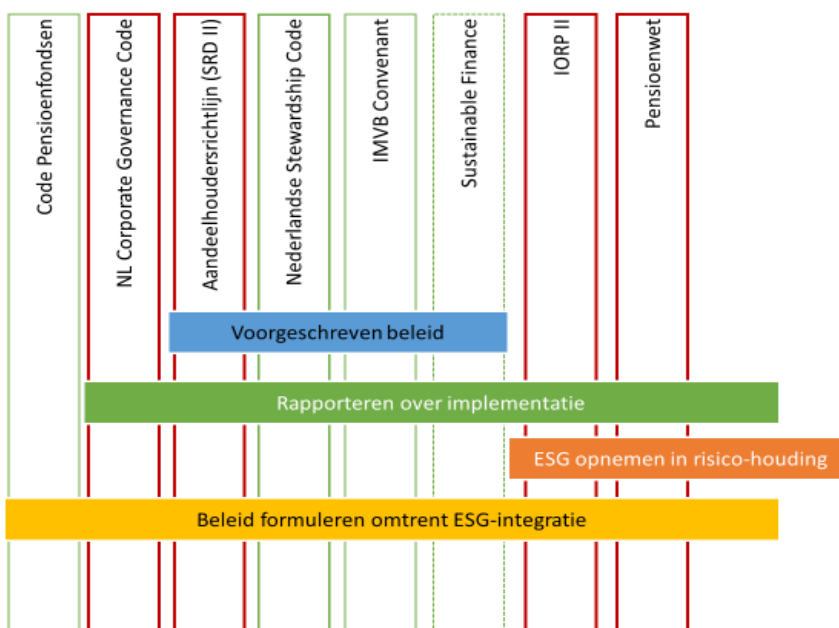 Code Pensioenfondsen
NL Corporate Governance Code
Aandeelhoudersrichtlijn (SRD II)
Nederlandse Stewardship Code
IMVB Convenant
Sustainable Finance
IORP II
Pensioenwet
Voorgeschreven beleid
Rapporteren over implementatie
ESG opnemen in risico-houding
Beleid formuleren omtrent ESG-integratie